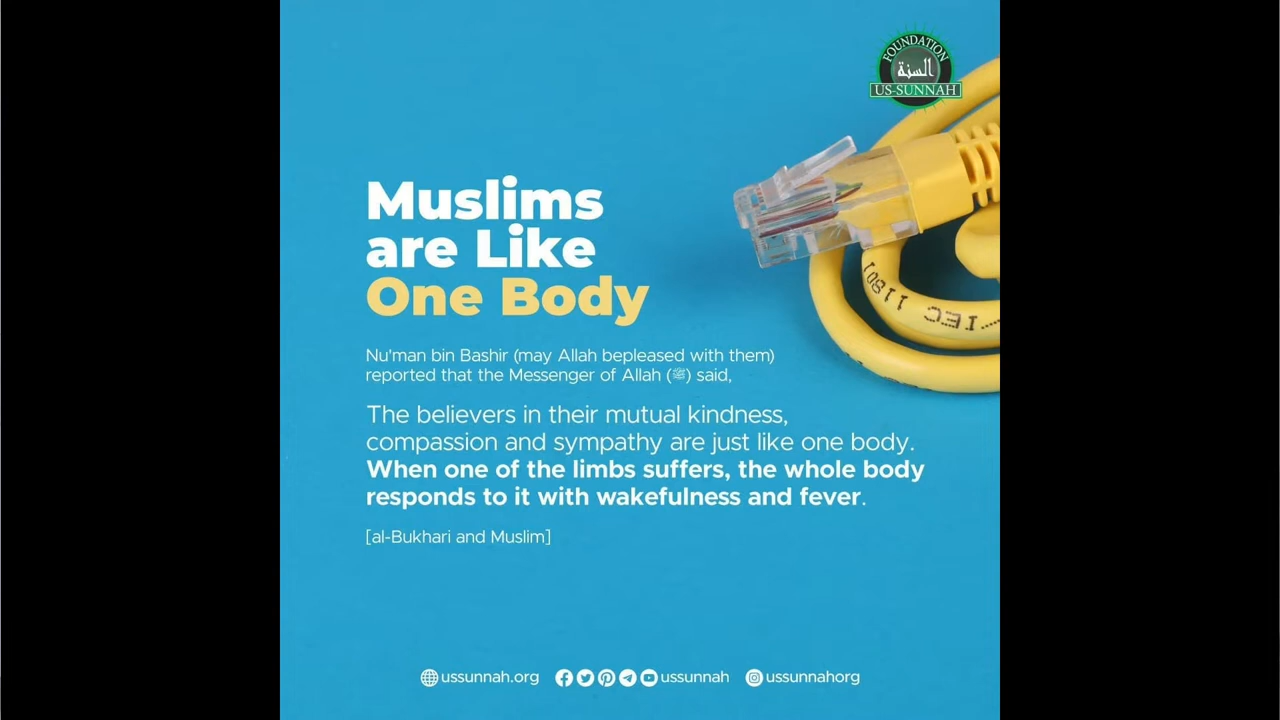 FOUNDATION
السنة
US-SUNNAH
Muslims
are Like
One Body
IEC 11801
Nu'man bin Bashir (may Allah bepleased with them)
reported that the Messenger of Allah (ﷺ) said,
The believers in their mutual kindness,
compassion and sympathy are just like one body.
When one of the limbs suffers, the whole body
responds to it with wakefulness and fever.
[al-Bukhari and Muslim]
ussunnah.org ussunnah ussunnahorg